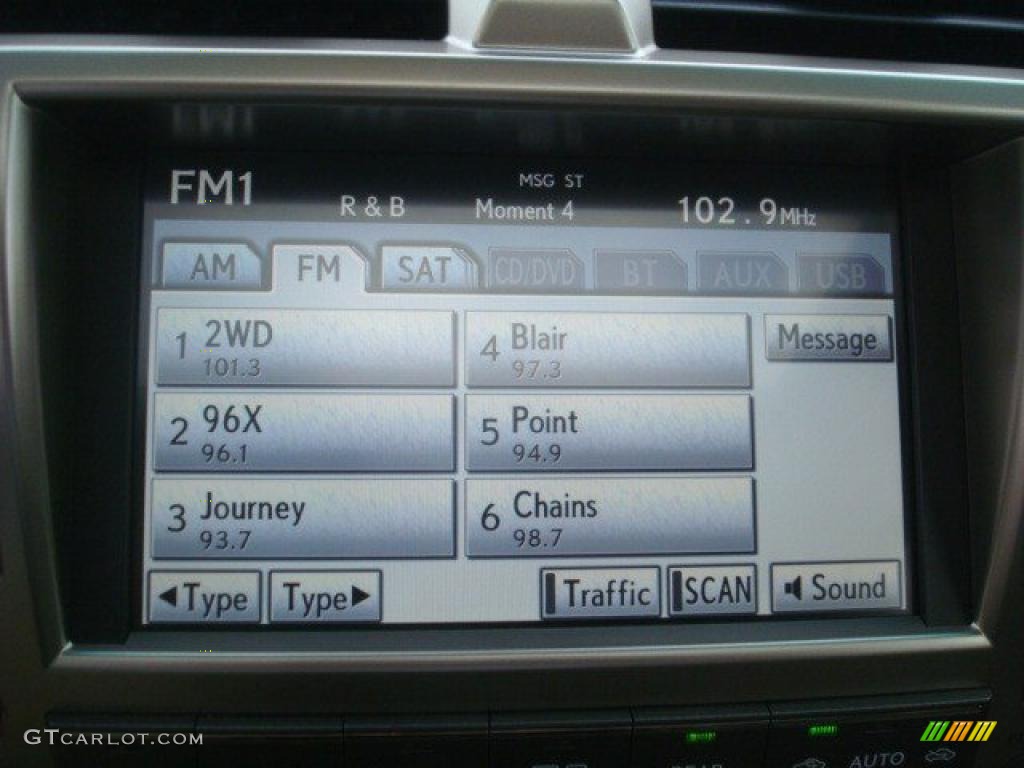 FM1
R & B
MSG ST
Moment 4
102.9MHz
AM FM SAT CD/DVD BT AUX USB
1 2WD
101.3
4 Blair
97.3
Message
2 96X
96.1
5 Point
94.9
3 Journey
93.7
6 Chains
98.7
Type Type Traffic SCAN Sound
GTCARLOT.COM
REAR
AUTO